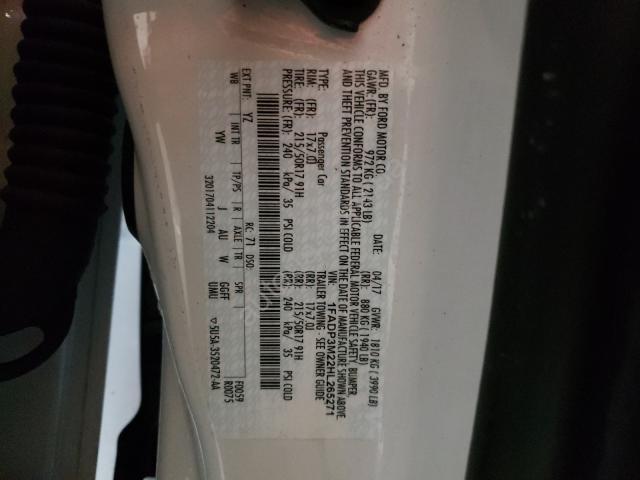 MFD. BY FORD MOTOR CO.
DATE: 04/17 GVWR: 1810 KG ( 3990 LB)
GAWR: (FR): 972 KG ( 2143 LB) (RR): 880 KG ( 1940 LB)
THIS VEHICLE CONFORMS TO ALL APPLICABLE FEDERAL MOTOR VEHICLE SAFETY, BUMPER,
AND THEFT PREVENTION STANDARDS IN EFFECT ON THE DATE OF MANUFACTURE SHOWN ABOVE.
VIN: 1FADP3M22HL265271
TYPE: Passenger Car TRAILER TOWING - SEE OWNER GUIDE
RIM: (FR): 17x7.0J (RR): 17x7.0J
TIRE: (FR): 215/50R17 91H (RR): 215/50R17 91H
PRESSURE: (FR): 240 kPa/ 35 PSI COLD (RR): 240 kPa/ 35 PSI COLD
EXT PNT: YZ RC: 71 DSO: F0059
R0075
WB INT TR TP/PS R AXLE TR SPR
YW J AU W GGFF UMU
3201704112204 5U5A-3520472-AA